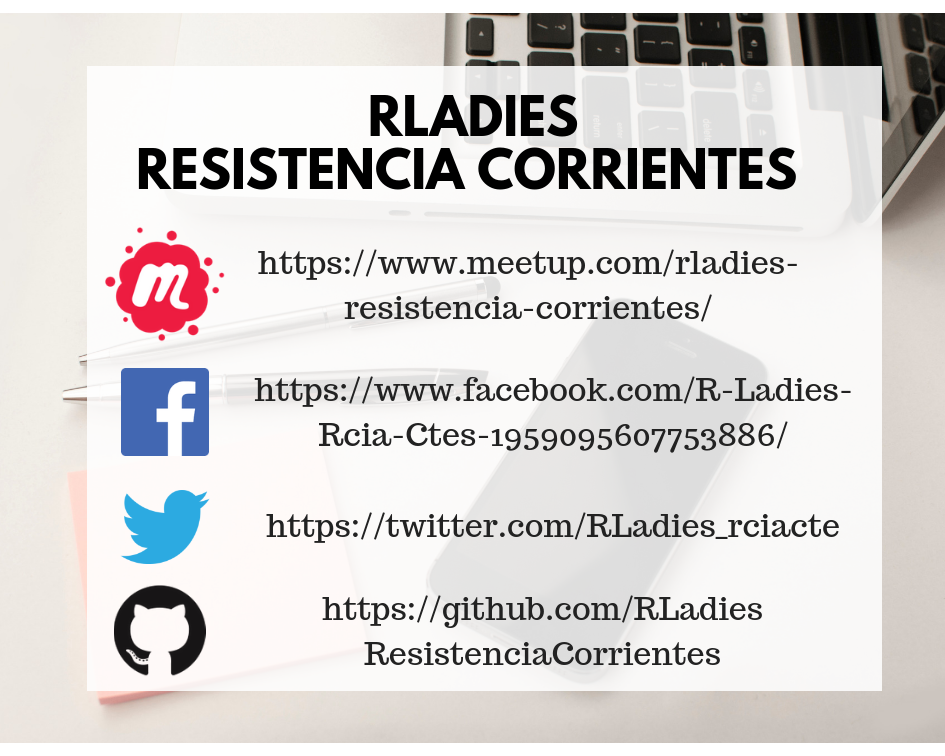 RLADIES
RESISTENCIA CORRIENTES
https://www.meetup.com/rladies-
resistencia-corrientes/
https://www.facebook.com/R-Ladies-
Rcia-Ctes-1959095607753886/
https://twitter.com/RLadies_rciacte
https://github.com/RLadies
ResistenciaCorrientes